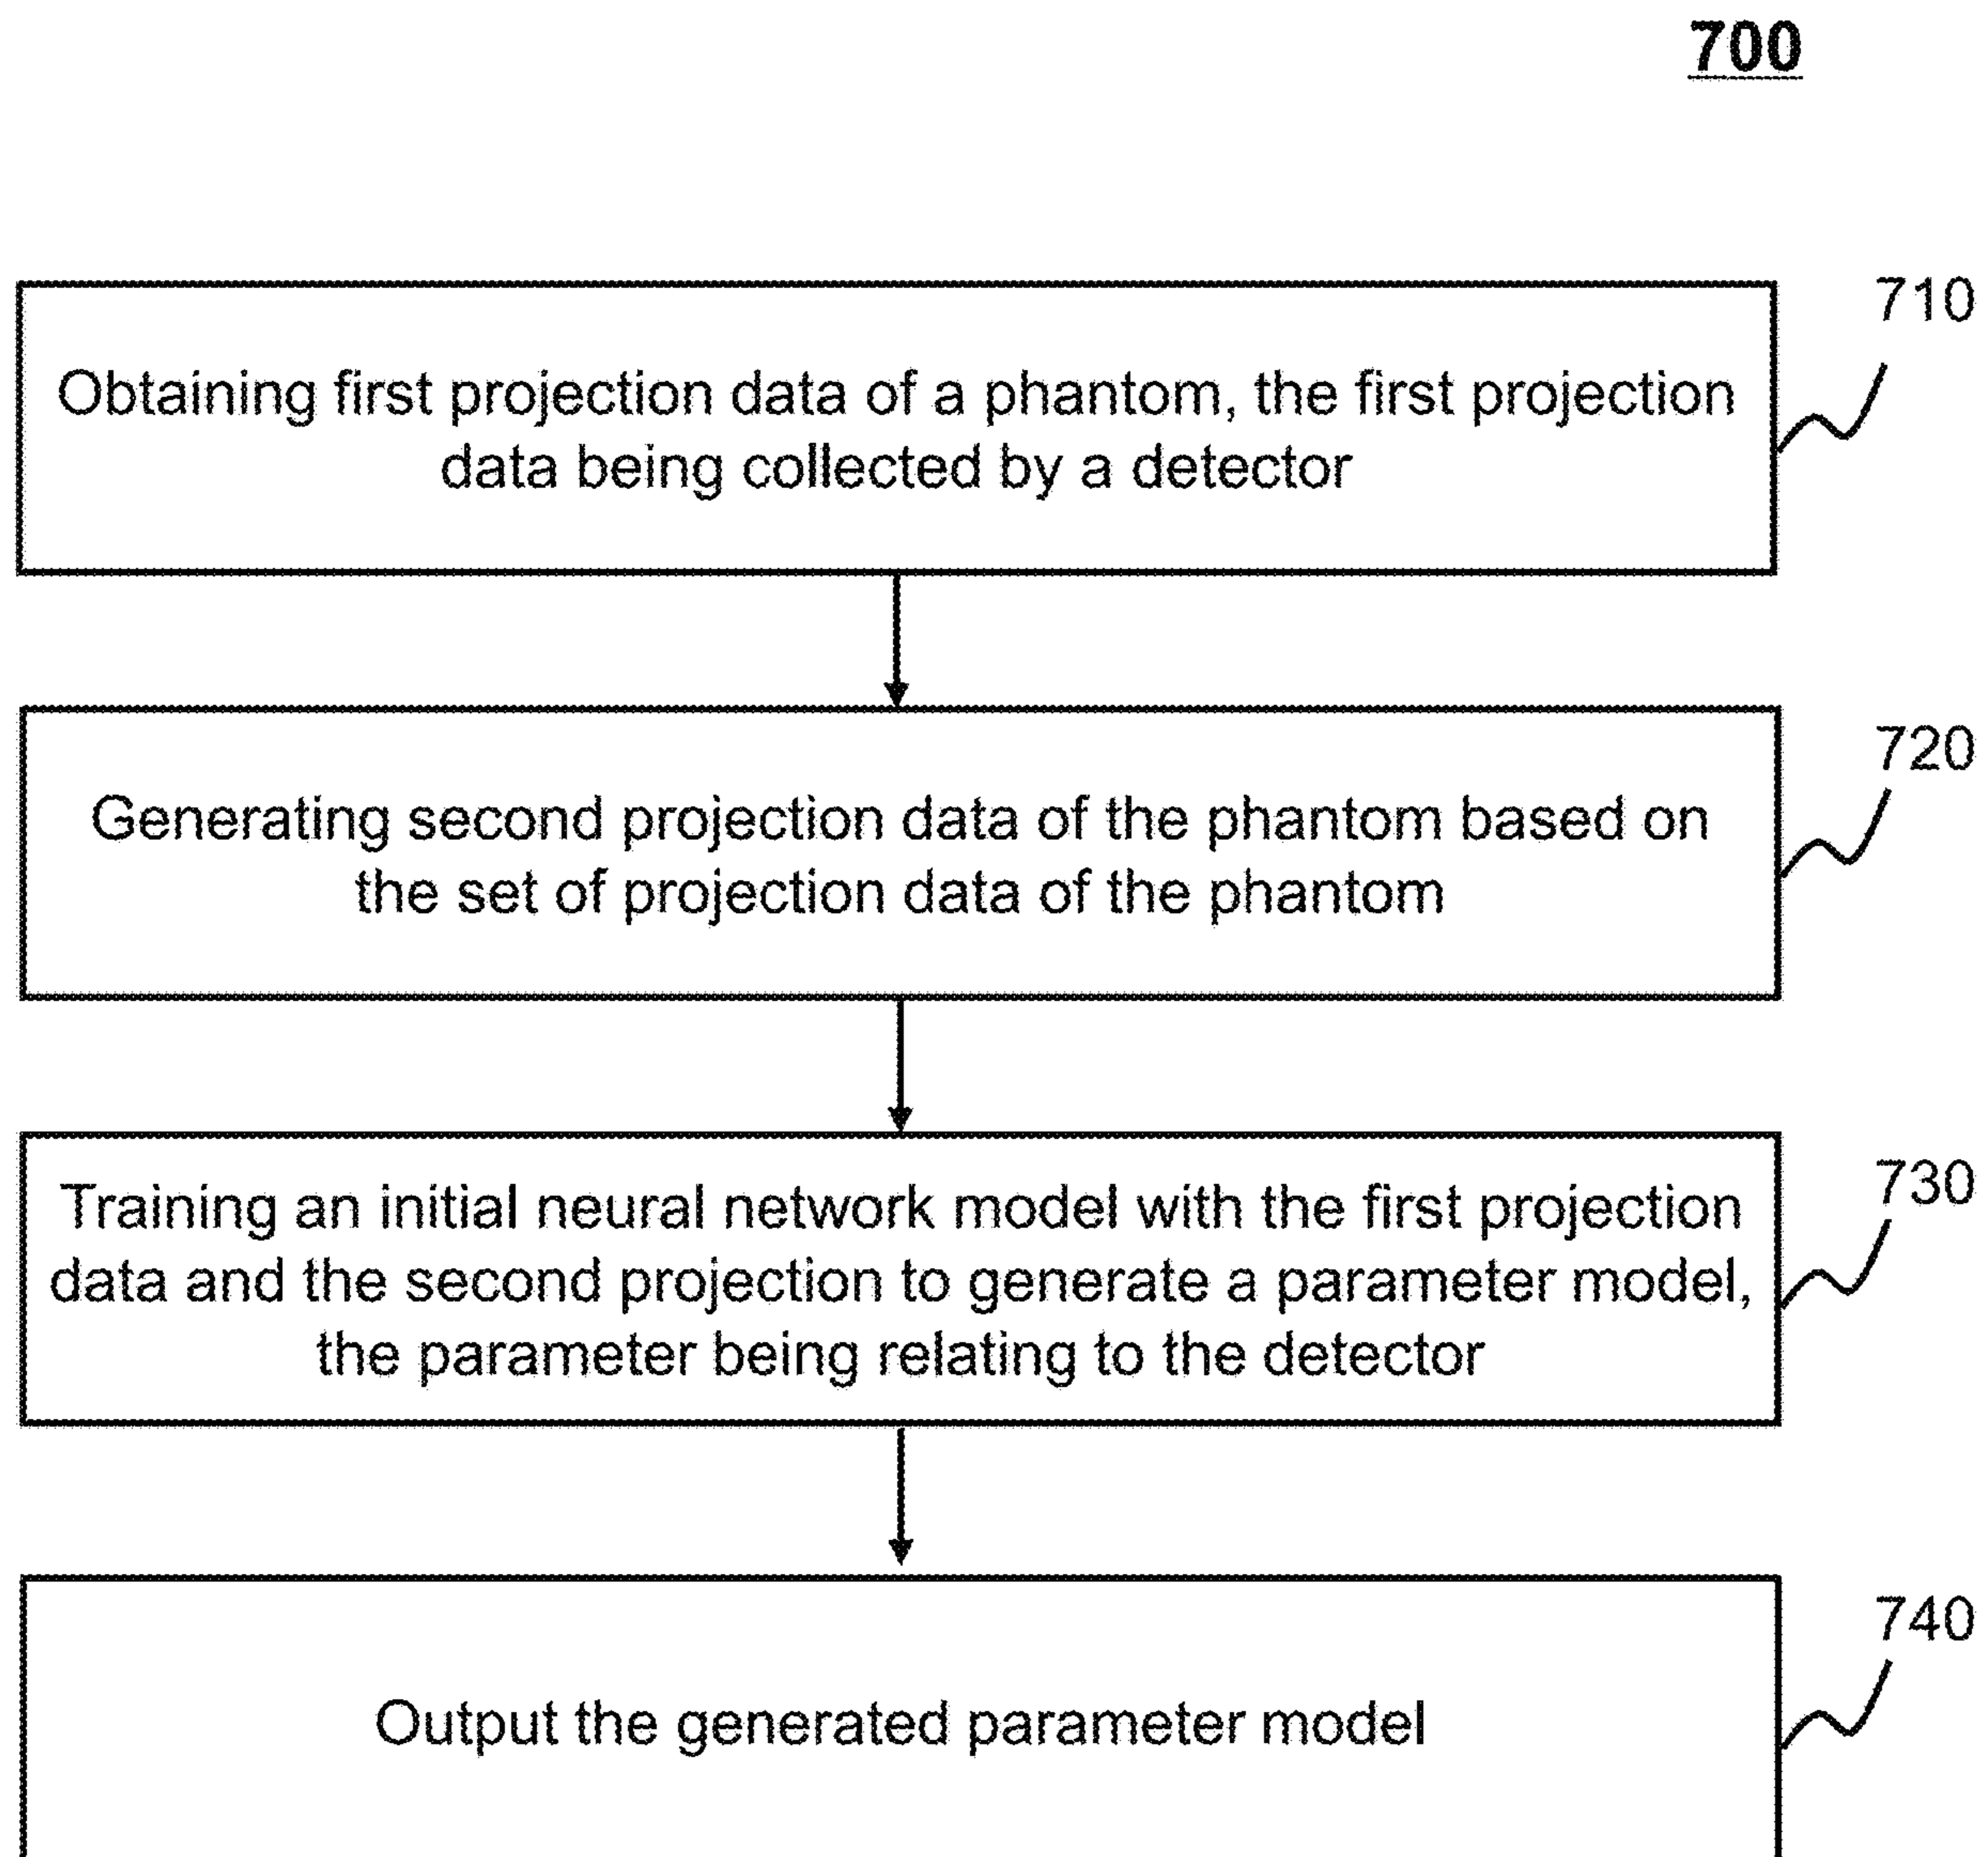 700
710
Obtaining first projection data of a phantom, the first projection
data being collected by a detector
720
Generating second projection data of the phantom based on
the set of projection data of the phantom
730
Training an initial neural network model with the first projection
data and the second projection to generate a parameter model,
the parameter being relating to the detector
740
Output the generated parameter model